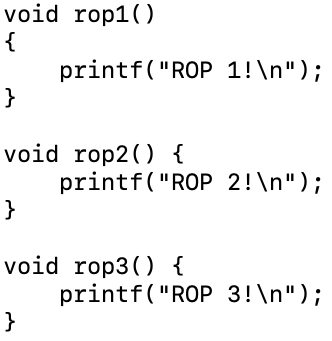 void rop1()
{
    printf("ROP 1!\n");
}

void rop2() {
    printf("ROP 2!\n");
}

void rop3() {
    printf("ROP 3!\n");
}